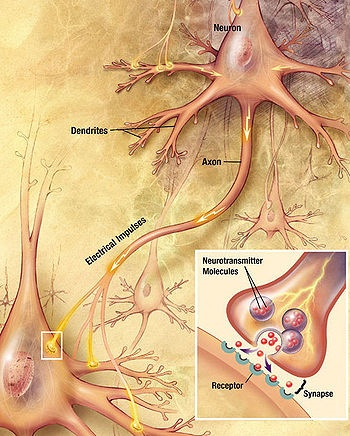 Neuron
Dendrites
Axon
Electrical Impulses
Neurotransmitter
Molecules
Receptor
Synapse